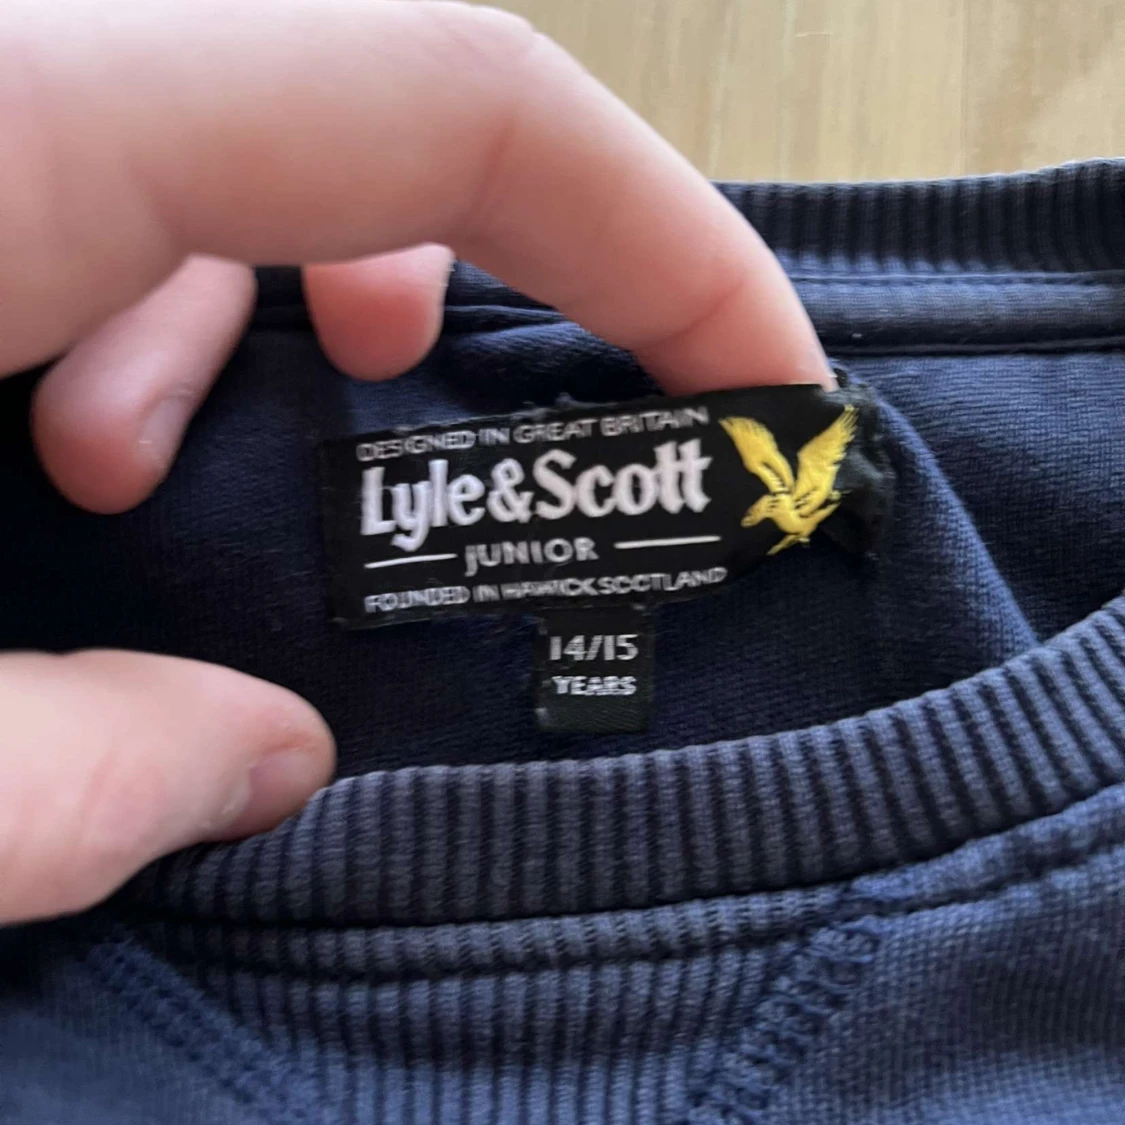 DESIGNED IN GREAT BRITAIN
Lyle&Scott
JUNIOR
FOUNDED IN HAWICK SCOTLAND
14/15
YEARS